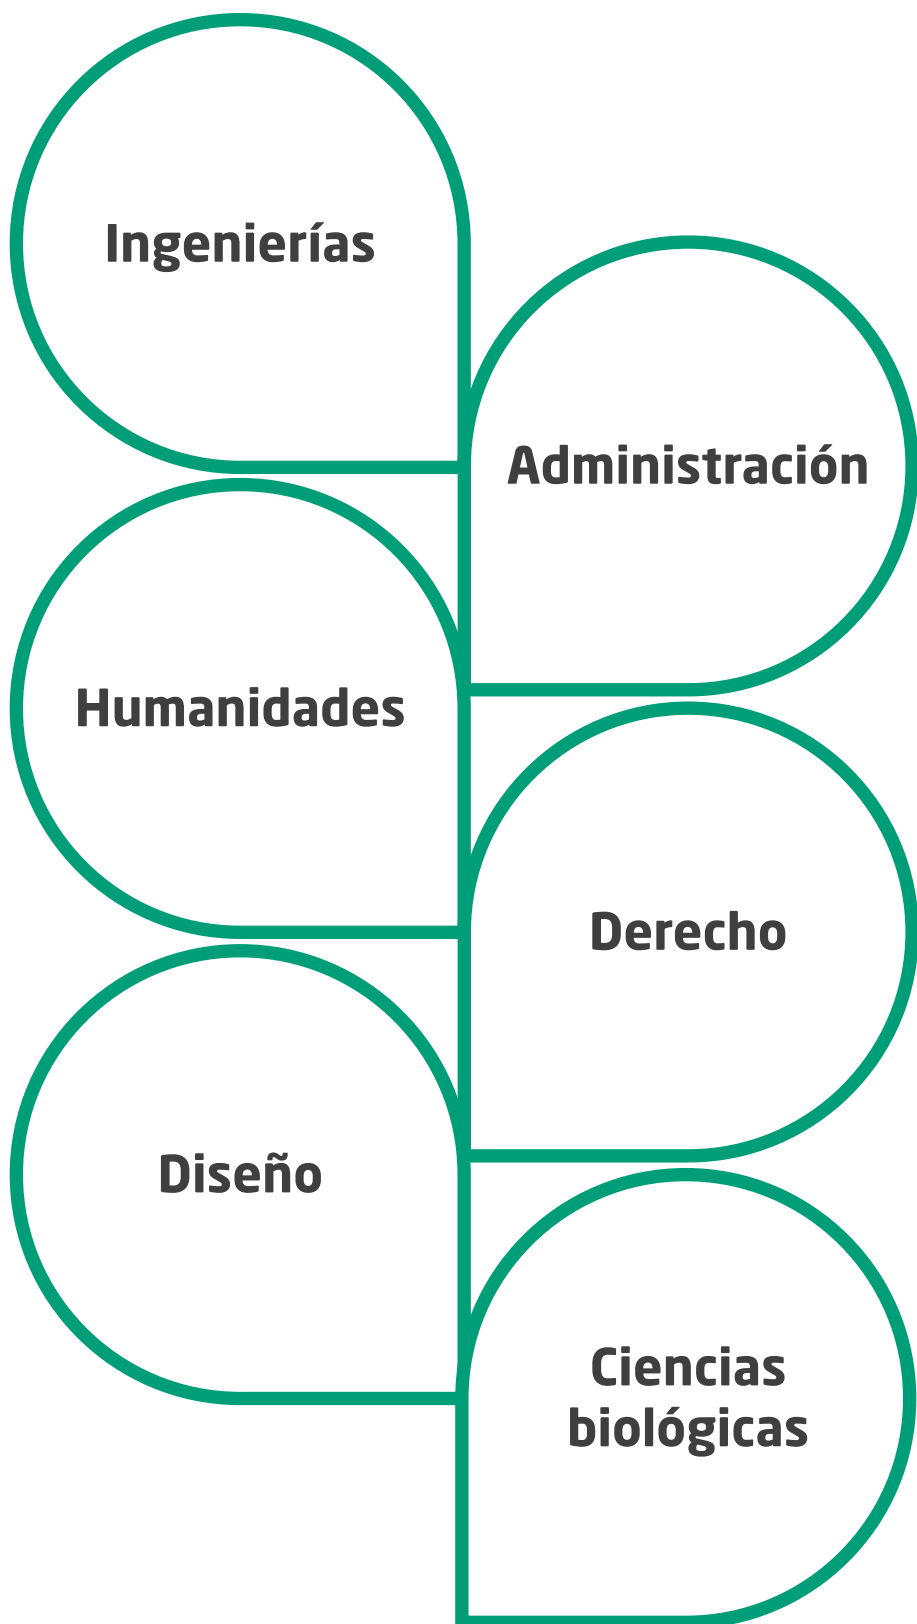 Ingenierías
Administración
Humanidades
Derecho
Diseño
Ciencias
biológicas